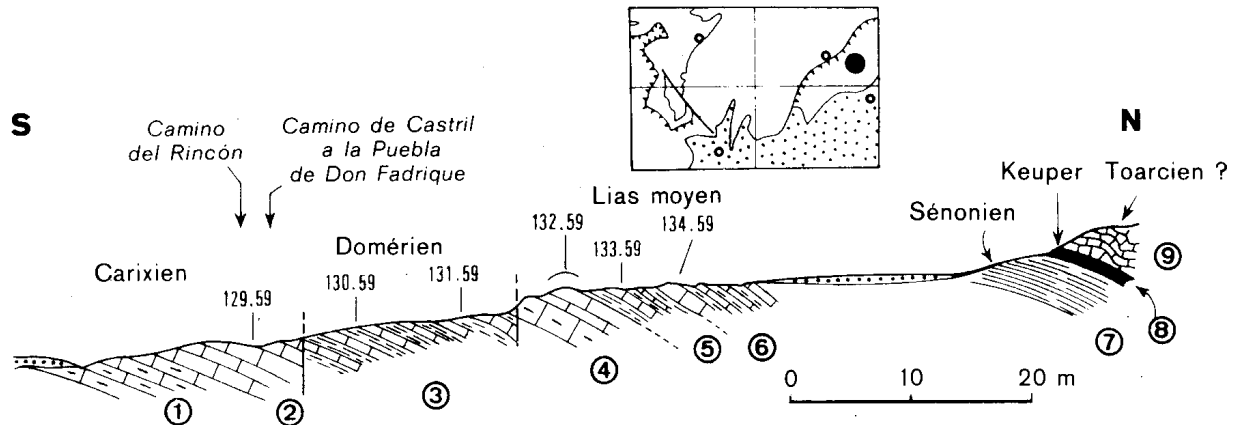 S
N
Camino
del Rincón
Camino de Castril
a la Puebla
de Don Fadrique
Keuper
Toarcien ?
Lias moyen
Sénonien
132.59
134.59
133.59
Domérien
Carixien
130.59
131.59
129.59
①
②
③
④
⑤
⑥
⑦
⑧
⑨
0
10
20 m